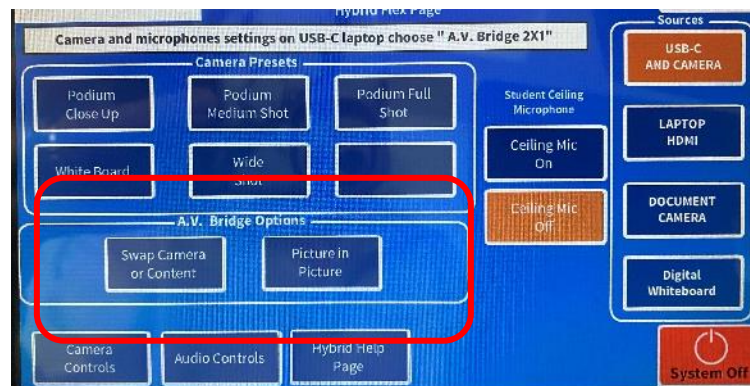 Hybrid Flex Page
Camera and microphones settings on USB-C laptop choose " A.V. Bridge 2X1"
Camera Presets
Podium
Close Up
Podium
Medium Shot
Podium Full
Shot
White Board
Wide
Shot
A.V. Bridge Options
Swap Camera
or Content
Picture in
Picture
Camera
Controls
Audio Controls
Hybrid Help
Page
Student Ceiling
Microphone
Ceiling Mic
On
Ceiling Mic
Off
Sources
USB-C
AND CAMERA
LAPTOP
HDMI
DOCUMENT
CAMERA
Digital
Whiteboard
System Off